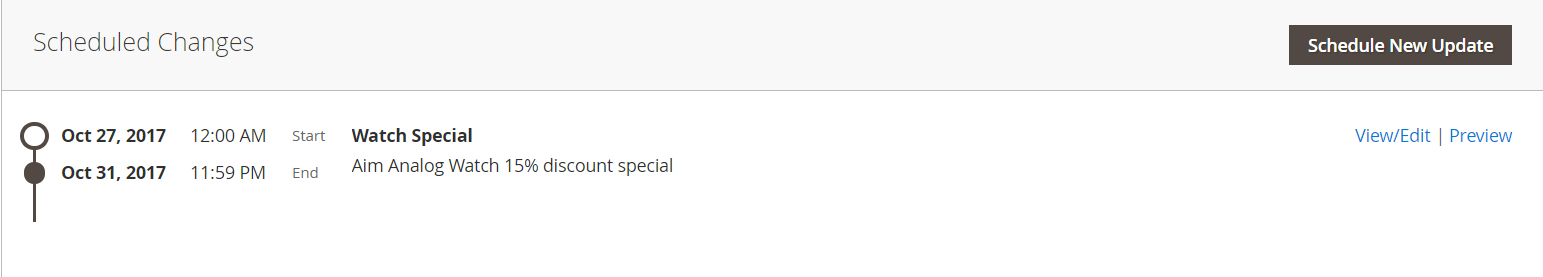 Scheduled Changes
Schedule New Update
Oct 27, 2017 12:00 AM Start Watch Special View/Edit | Preview
Aim Analog Watch 15% discount special
Oct 31, 2017 11:59 PM End